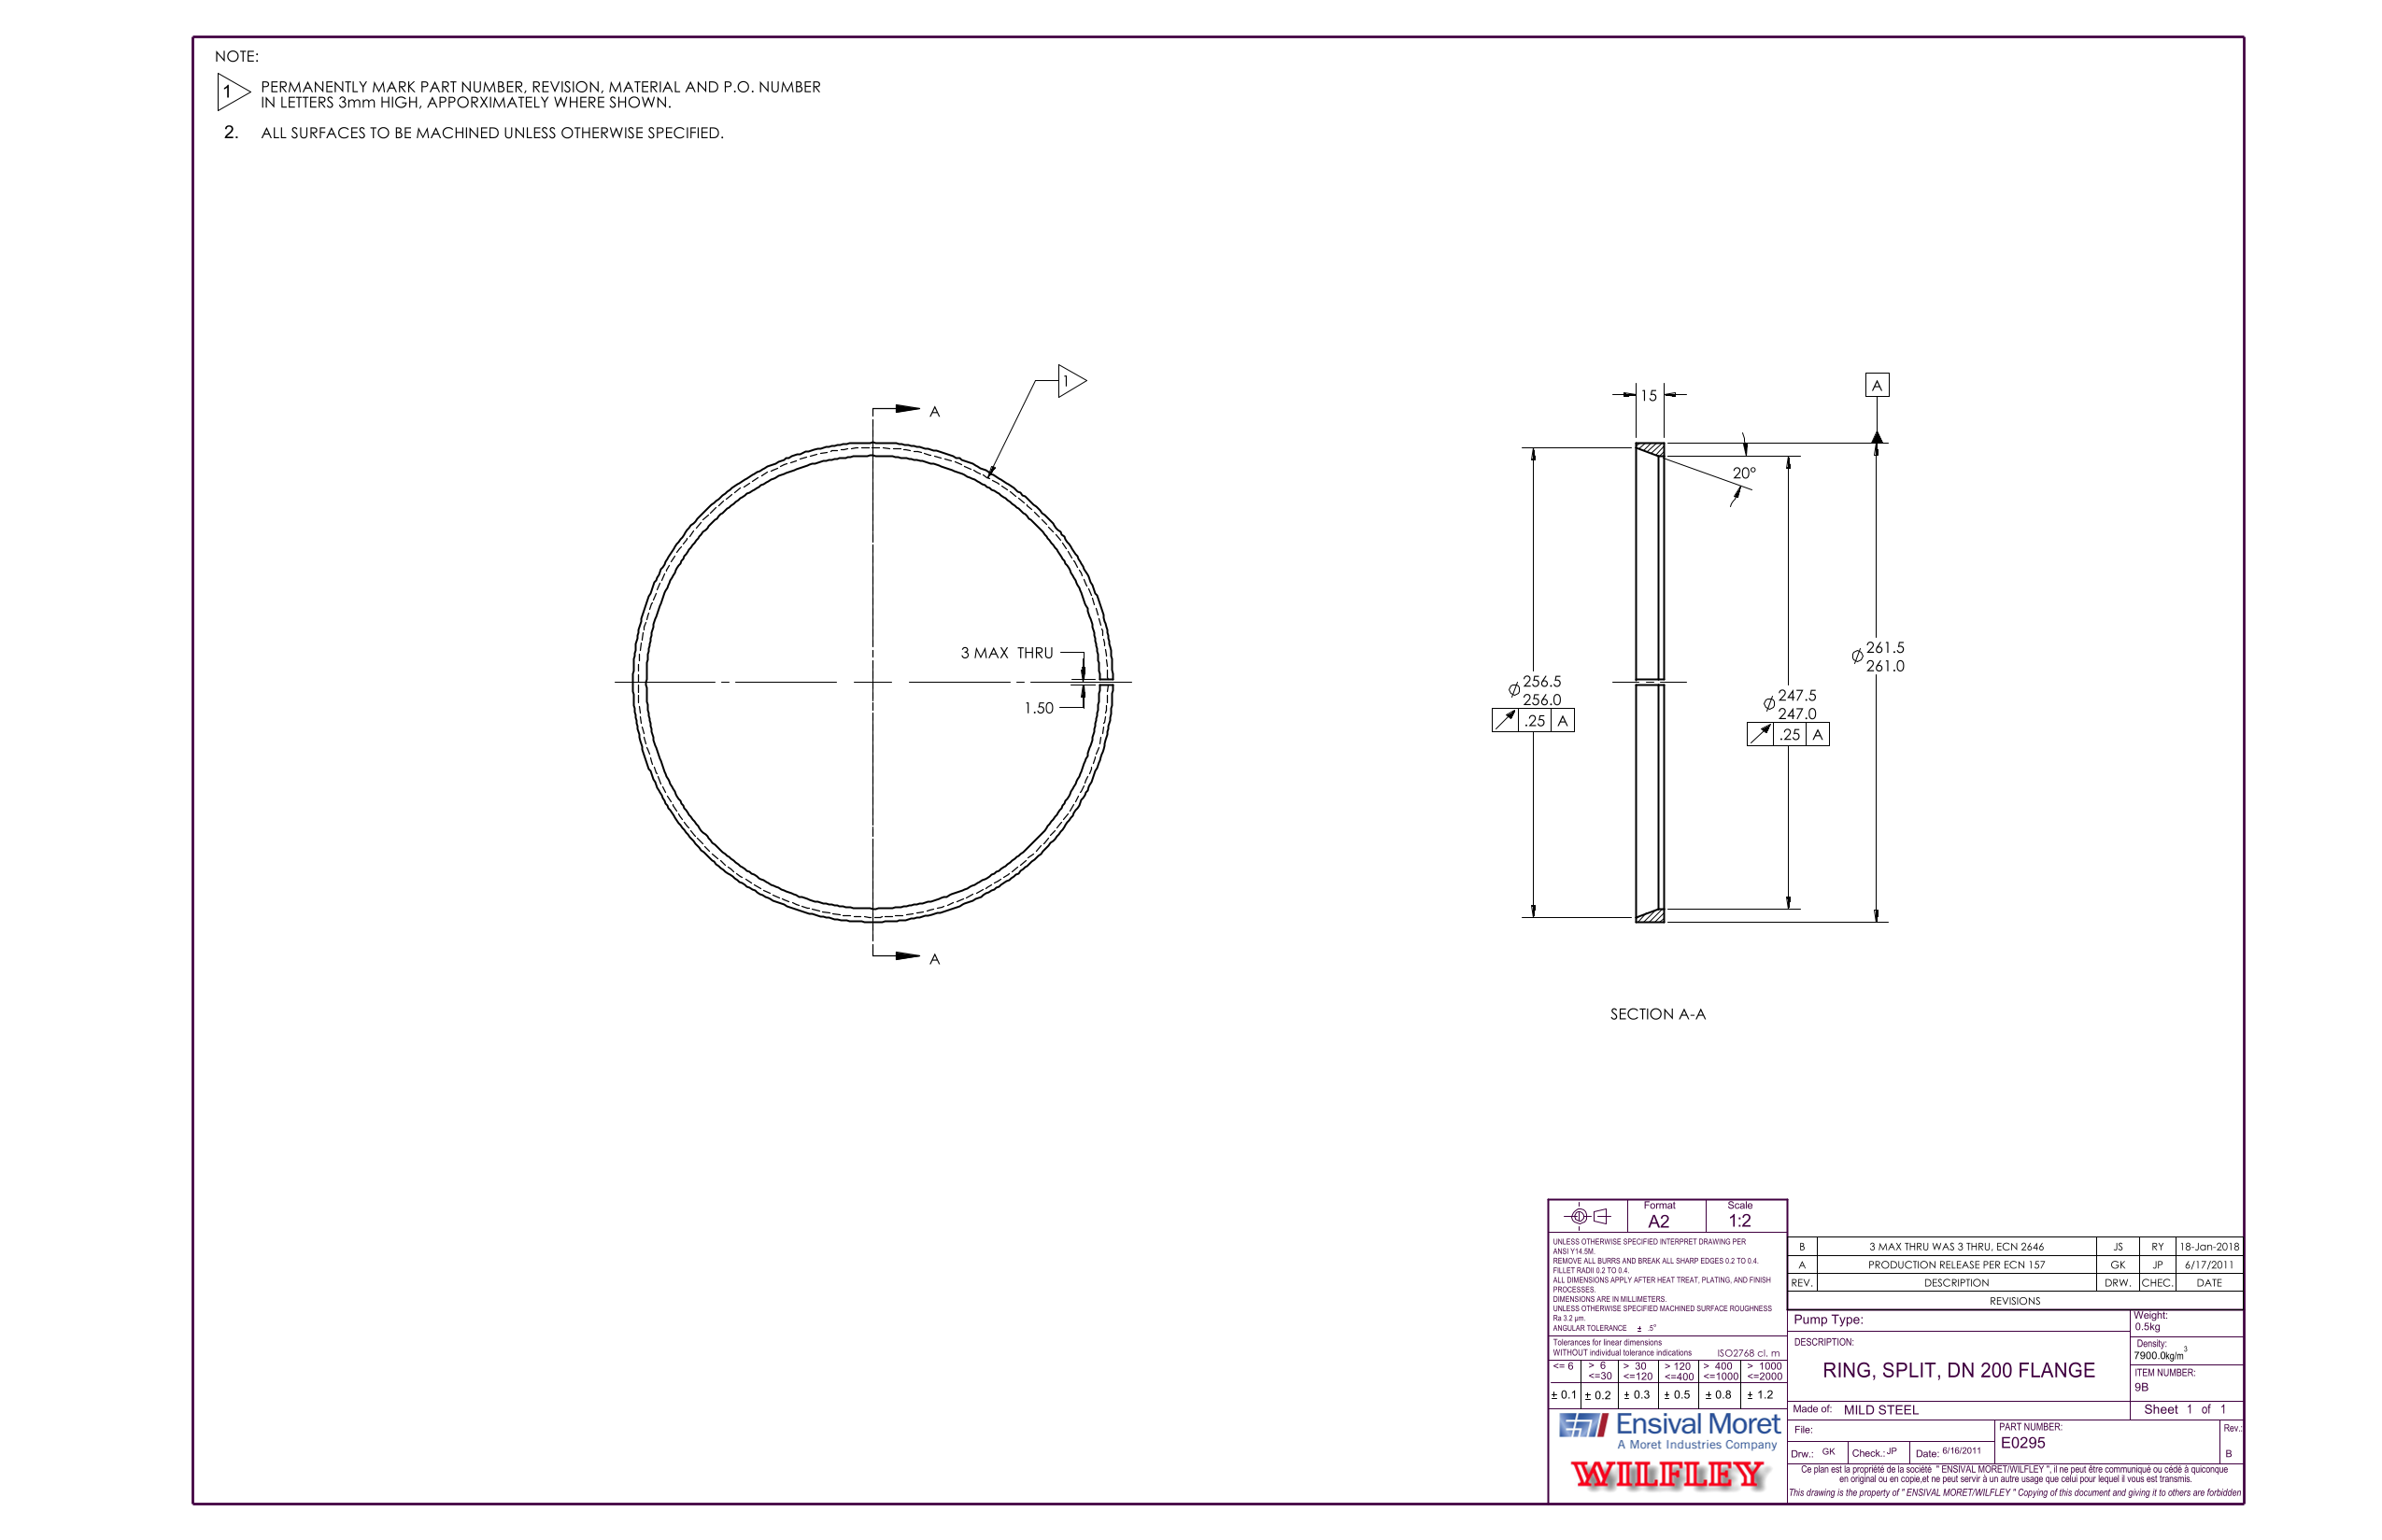 NOTE:
1 PERMANENTLY MARK PART NUMBER, REVISION, MATERIAL AND P.O. NUMBER
IN LETTERS 3mm HIGH, APPORXIMATELY WHERE SHOWN.
2. ALL SURFACES TO BE MACHINED UNLESS OTHERWISE SPECIFIED.
1
A
A
3 MAX THRU
1.50
15
A
20°
⌀ 256.5
256.0
.25 A
⌀ 247.5
247.0
.25 A
⌀ 261.5
261.0
SECTION A-A
Format
A2
Scale
1:2
UNLESS OTHERWISE SPECIFIED INTERPRET DRAWING PER
ANSI Y14.5M.
REMOVE ALL BURRS AND BREAK ALL SHARP EDGES 0.2 TO 0.4.
FILLET RADII 0.2 TO 0.4.
ALL DIMENSIONS APPLY AFTER HEAT TREAT, PLATING, AND FINISH
PROCESSES.
DIMENSIONS ARE IN MILLIMETERS.
UNLESS OTHERWISE SPECIFIED MACHINED SURFACE ROUGHNESS
Ra 3.2 µm.
ANGULAR TOLERANCE ± .5°
Tolerances for linear dimensions
WITHOUT individual tolerance indications ISO2768 cl. m
<= 6 > 6 > 30 > 120 > 400 > 1000
<=30 <=120 <=400 <=1000 <=2000
± 0.1 ± 0.2 ± 0.3 ± 0.5 ± 0.8 ± 1.2
Ensival Moret
A Moret Industries Company
WILFLEY
B 3 MAX THRU WAS 3 THRU, ECN 2646 JS RY 18-Jan-2018
A PRODUCTION RELEASE PER ECN 157 GK JP 6/17/2011
REV. DESCRIPTION DRW. CHEC. DATE
REVISIONS
Pump Type:
Weight:
0.5kg
DESCRIPTION:
RING, SPLIT, DN 200 FLANGE
Density:
7900.0kg/m3
ITEM NUMBER:
9B
Made of: MILD STEEL
Sheet 1 of 1
File:
PART NUMBER:
E0295
Rev.:
B
Drw.: GK Check.: JP Date: 6/16/2011
Ce plan est la propriété de la société " ENSIVAL MORET/WILFLEY ", il ne peut être communiqué ou cédé à quiconque
en original ou en copie,et ne peut servir à un autre usage que celui pour lequel il vous est transmis.
This drawing is the property of " ENSIVAL MORET/WILFLEY " Copying of this document and giving it to others are forbidden